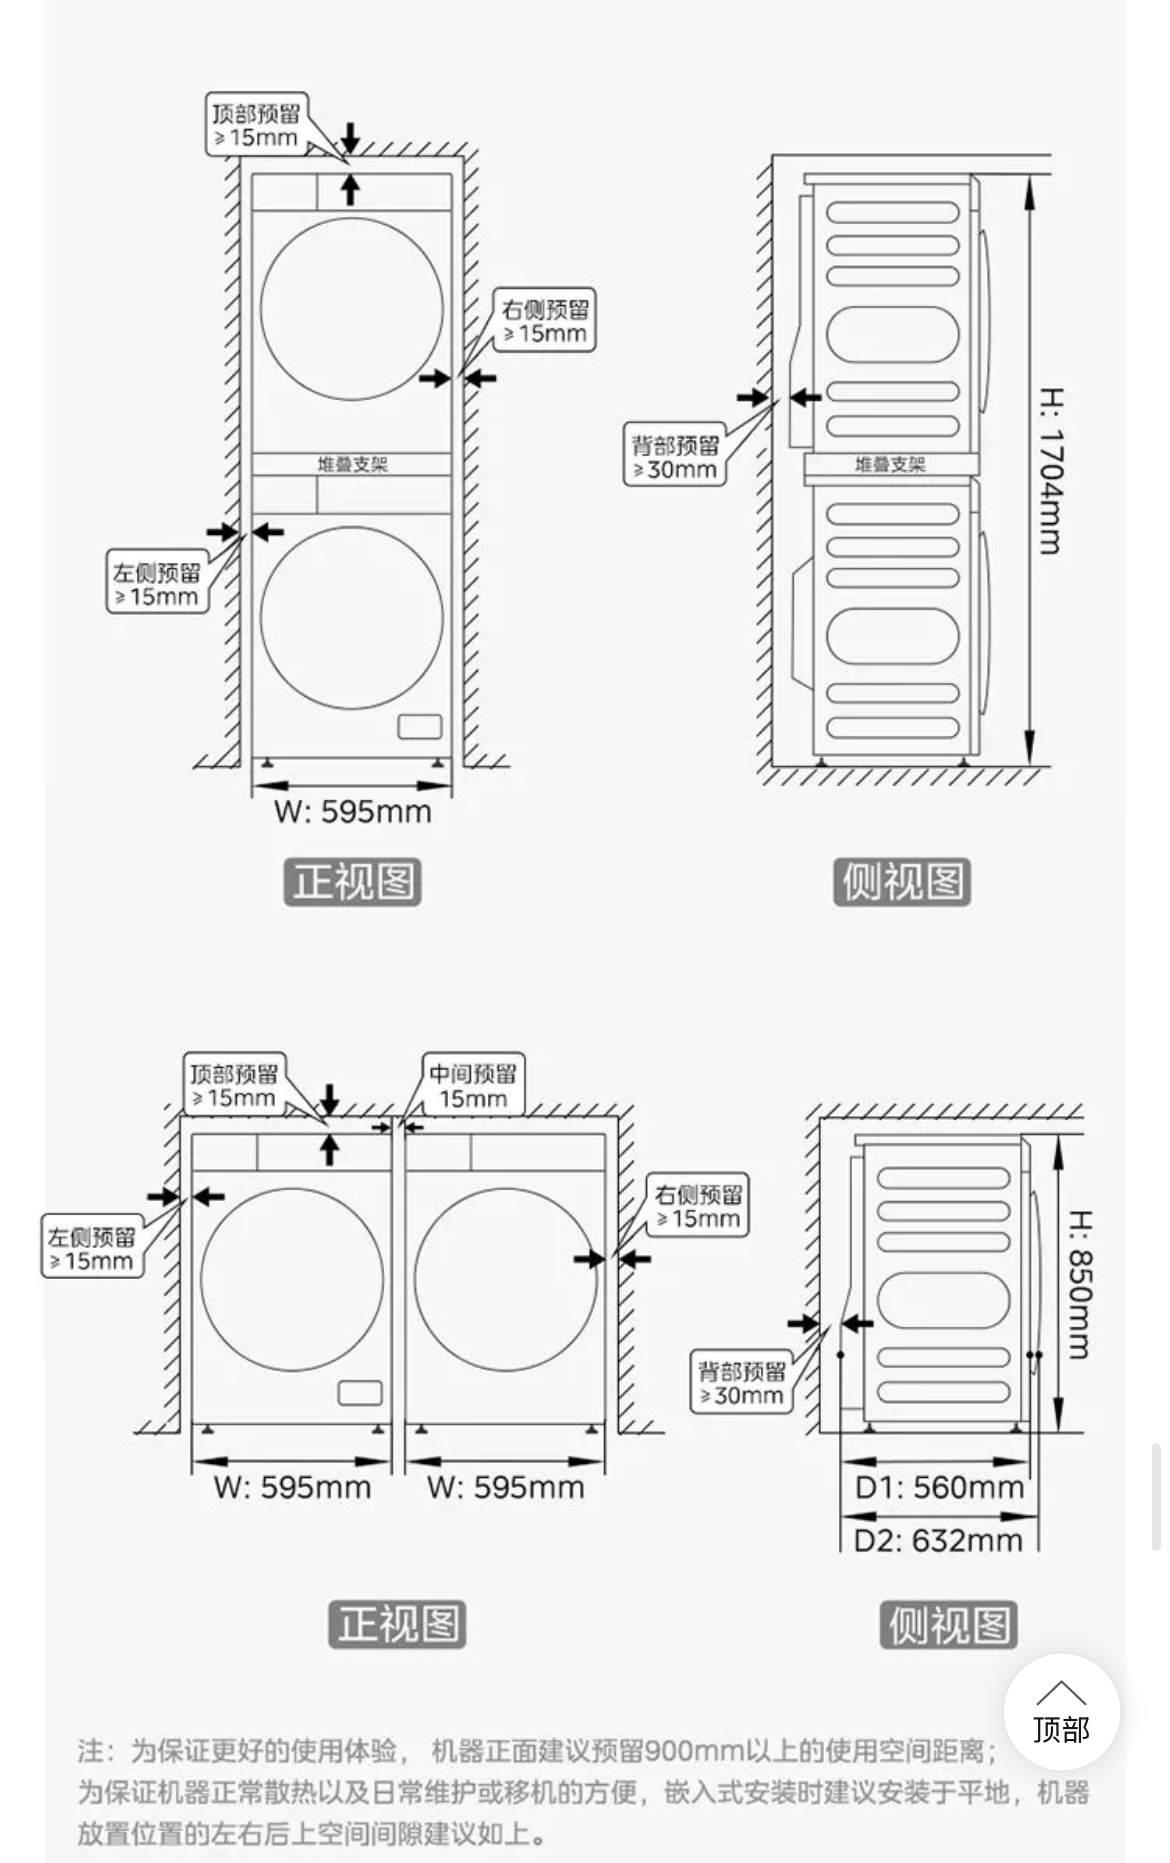 顶部预留
≥15mm
右侧预留
≥15mm
背部预留
≥30mm
堆叠支架
堆叠支架
H: 1704mm
左侧预留
≥15mm
W: 595mm
正视图
侧视图
顶部预留
≥15mm
中间预留
15mm
右侧预留
≥15mm
左侧预留
≥15mm
H: 850mm
背部预留
≥30mm
W: 595mm
W: 595mm
D1: 560mm
D2: 632mm
正视图
侧视图
顶部
注：为保证更好的使用体验， 机器正面建议预留900mm以上的使用空间距离；
为保证机器正常散热以及日常维护或移机的方便，嵌入式安装时建议安装于平地，机器
放置位置的左右后上空间间隙建议如上。